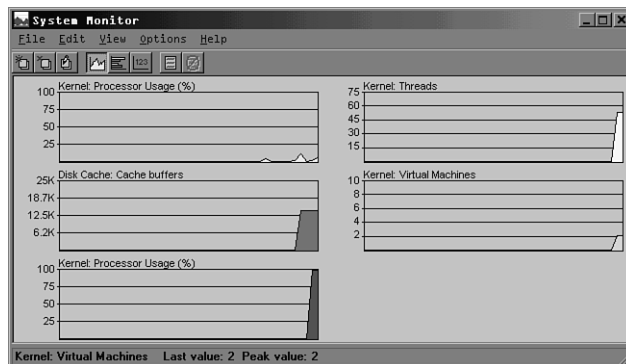 System Monitor
File Edit View Options Help
123
Kernel: Processor Usage (%)
100
75
50
25
Kernel: Threads
75
60
45
30
15
Disk Cache: Cache buffers
25K
18.7K
12.5K
6.2K
Kernel: Virtual Machines
10
8
6
4
2
Kernel: Processor Usage (%)
100
75
50
25
Kernel: Virtual Machines Last value: 2 Peak value: 2